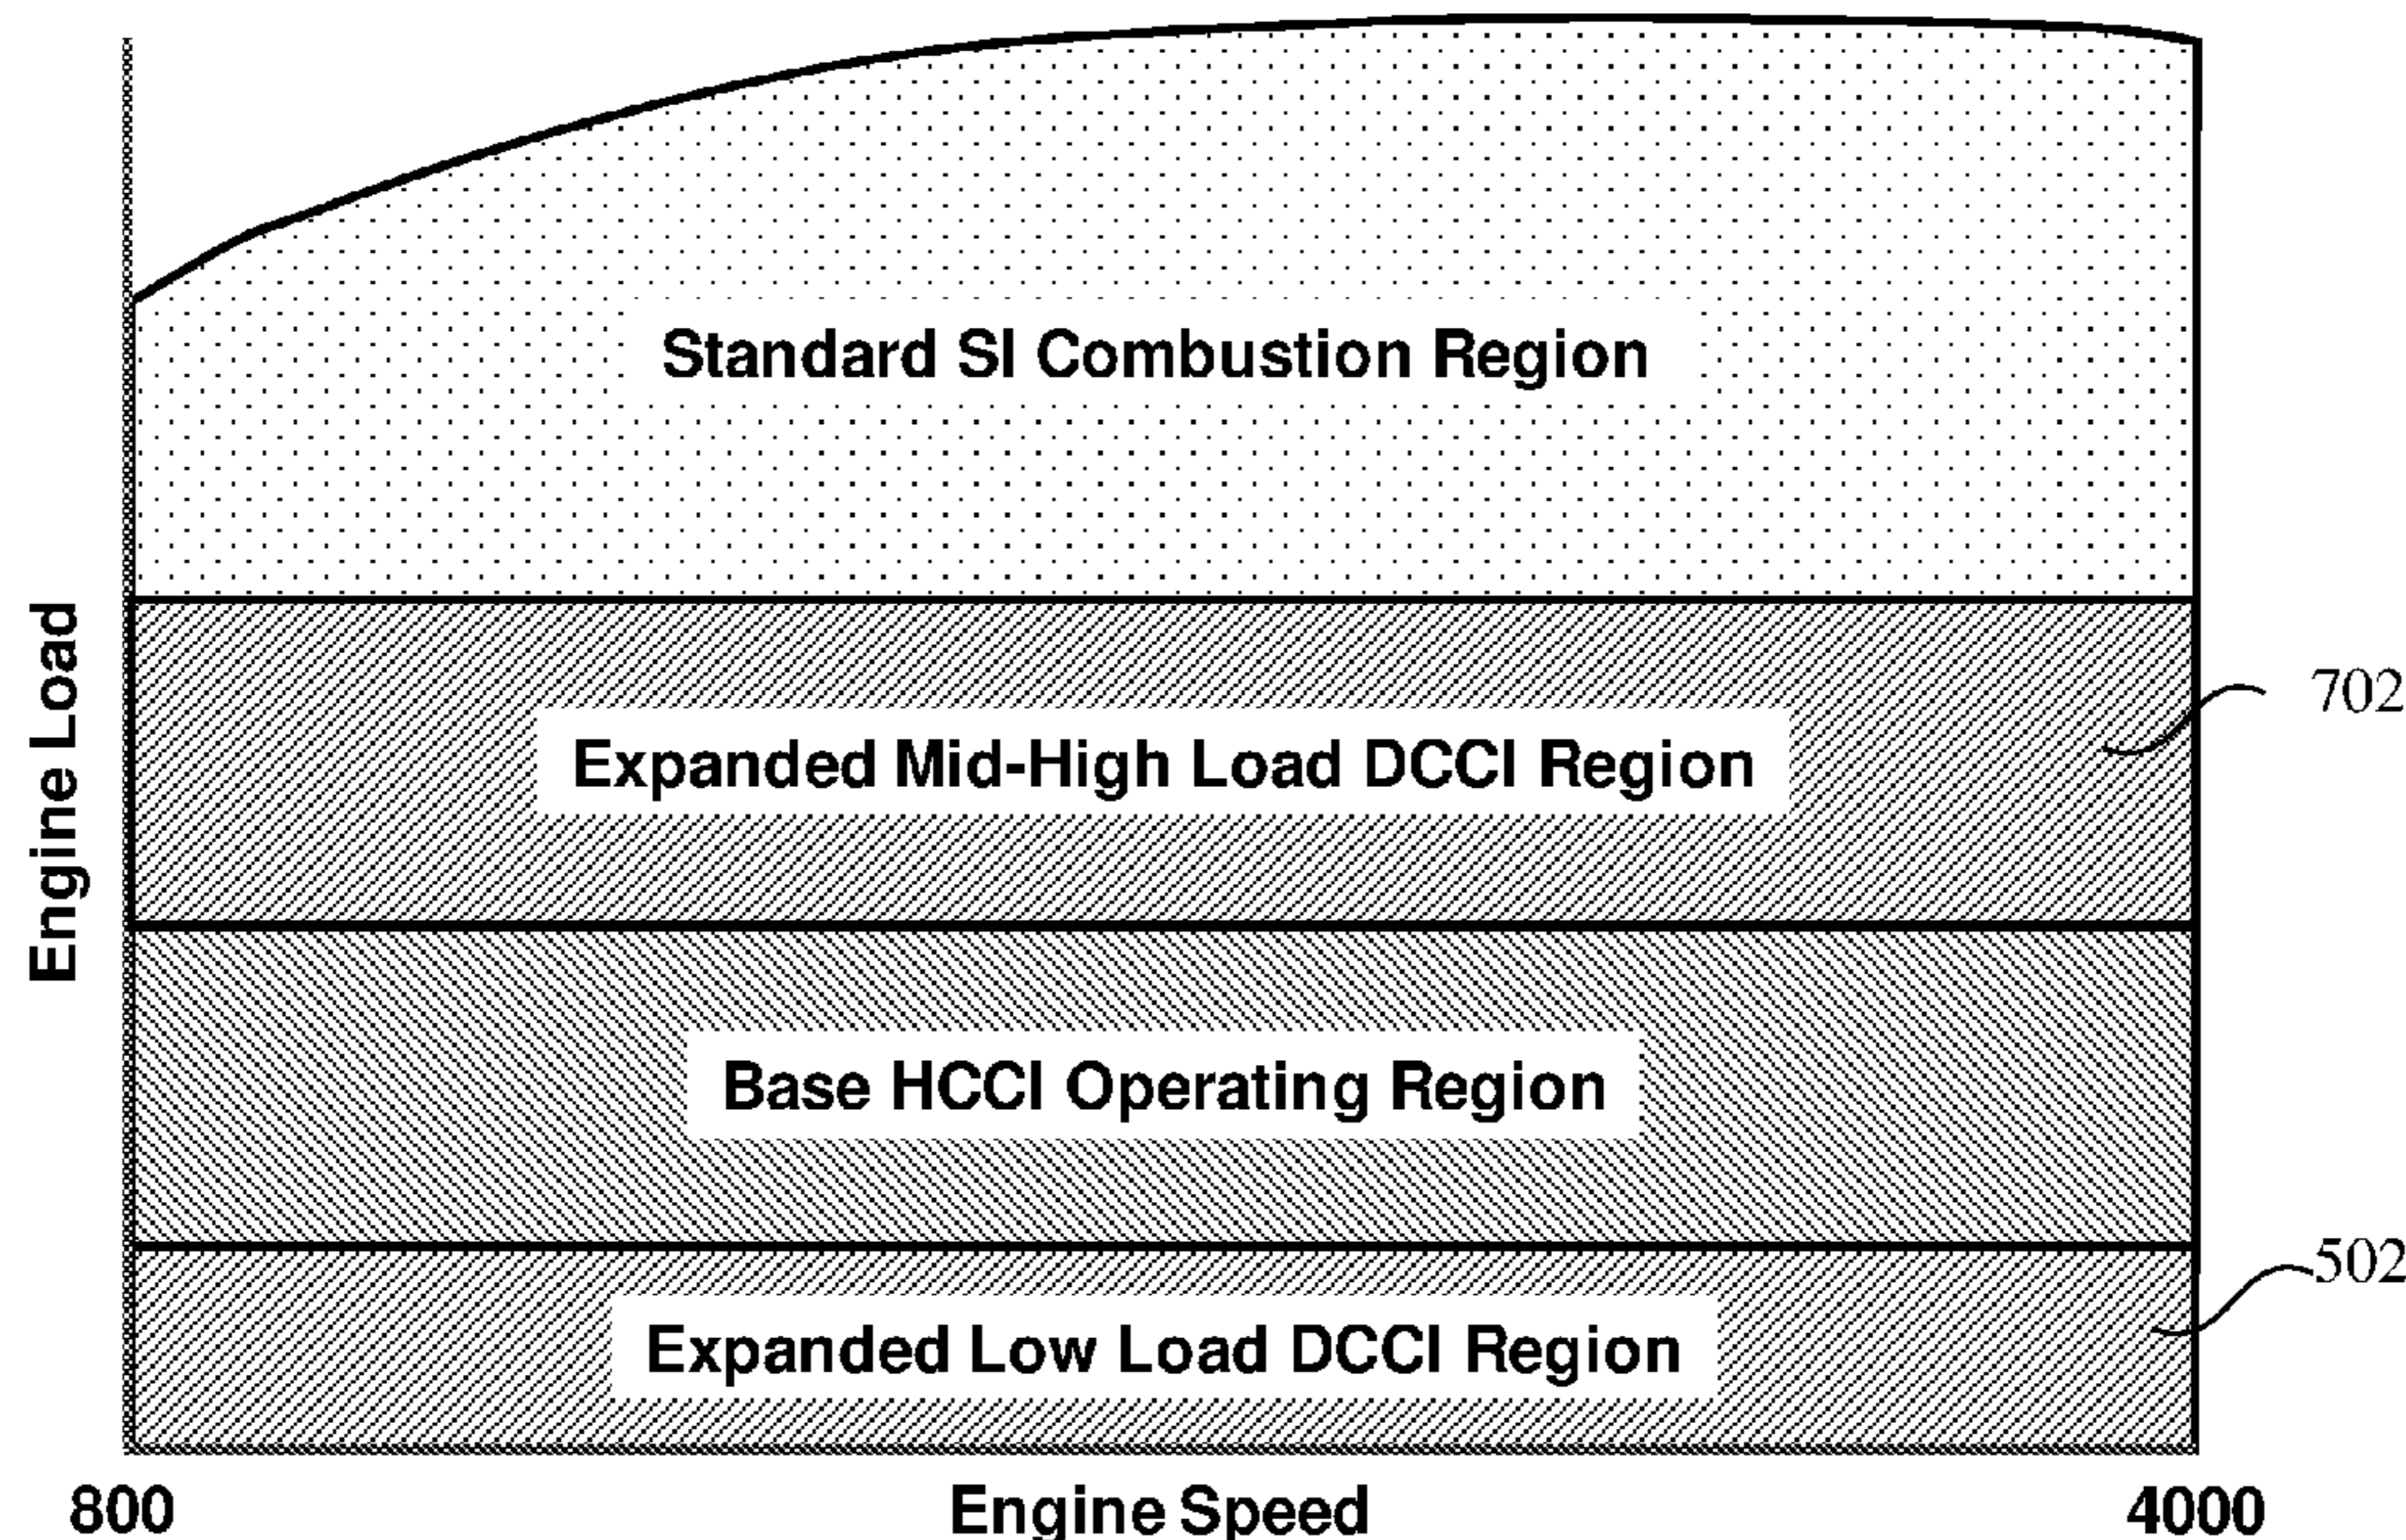 Standard SI Combustion Region
Engine Load
702
Expanded Mid-High Load DCCI Region
Base HCCI Operating Region
502
Expanded Low Load DCCI Region
800
Engine Speed
4000